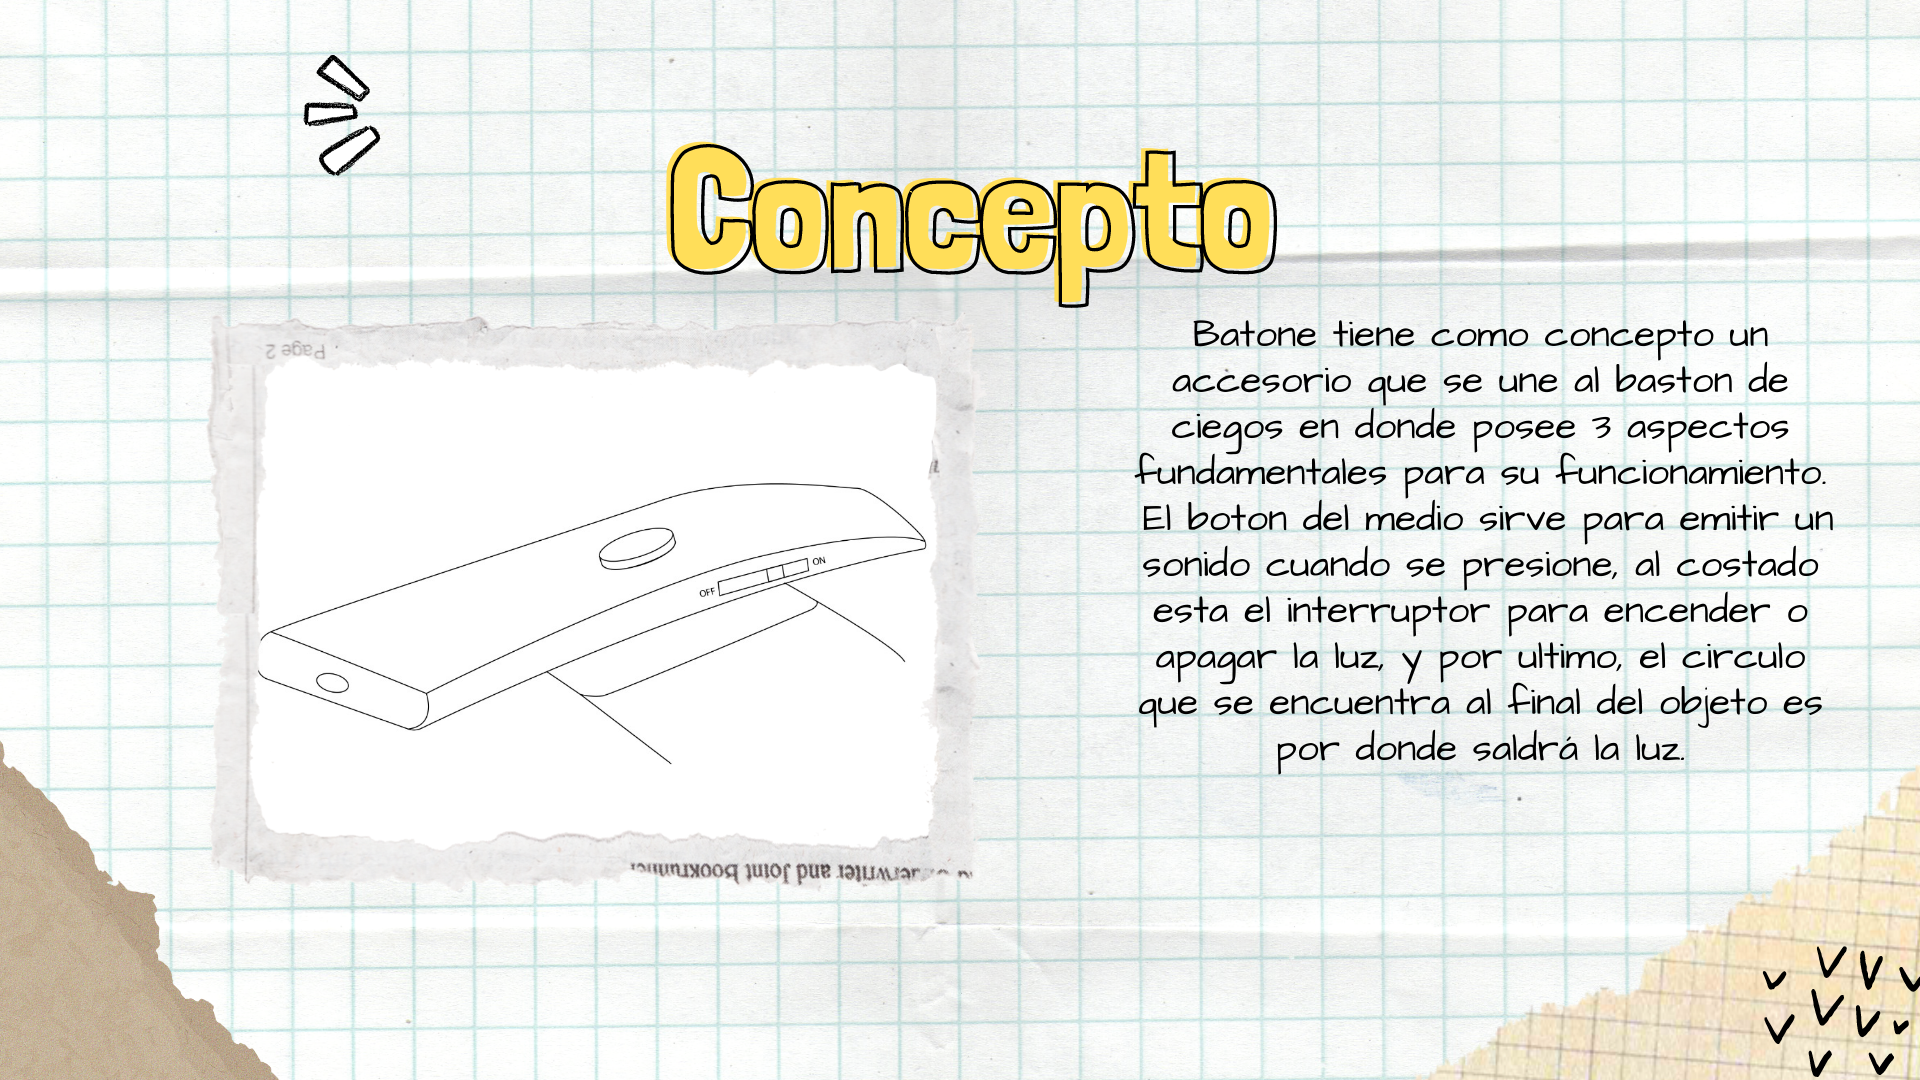 Concepto
Page 2
Batone tiene como concepto un
accesorio que se une al baston de
ciegos en donde posee 3 aspectos
fundamentales para su funcionamiento.
El boton del medio sirve para emitir un
sonido cuando se presione, al costado
esta el interruptor para encender o
apagar la luz, y por ultimo, el circulo
que se encuentra al final del objeto es
por donde saldrá la luz.
OFF
ON
and Joint Bookrunner